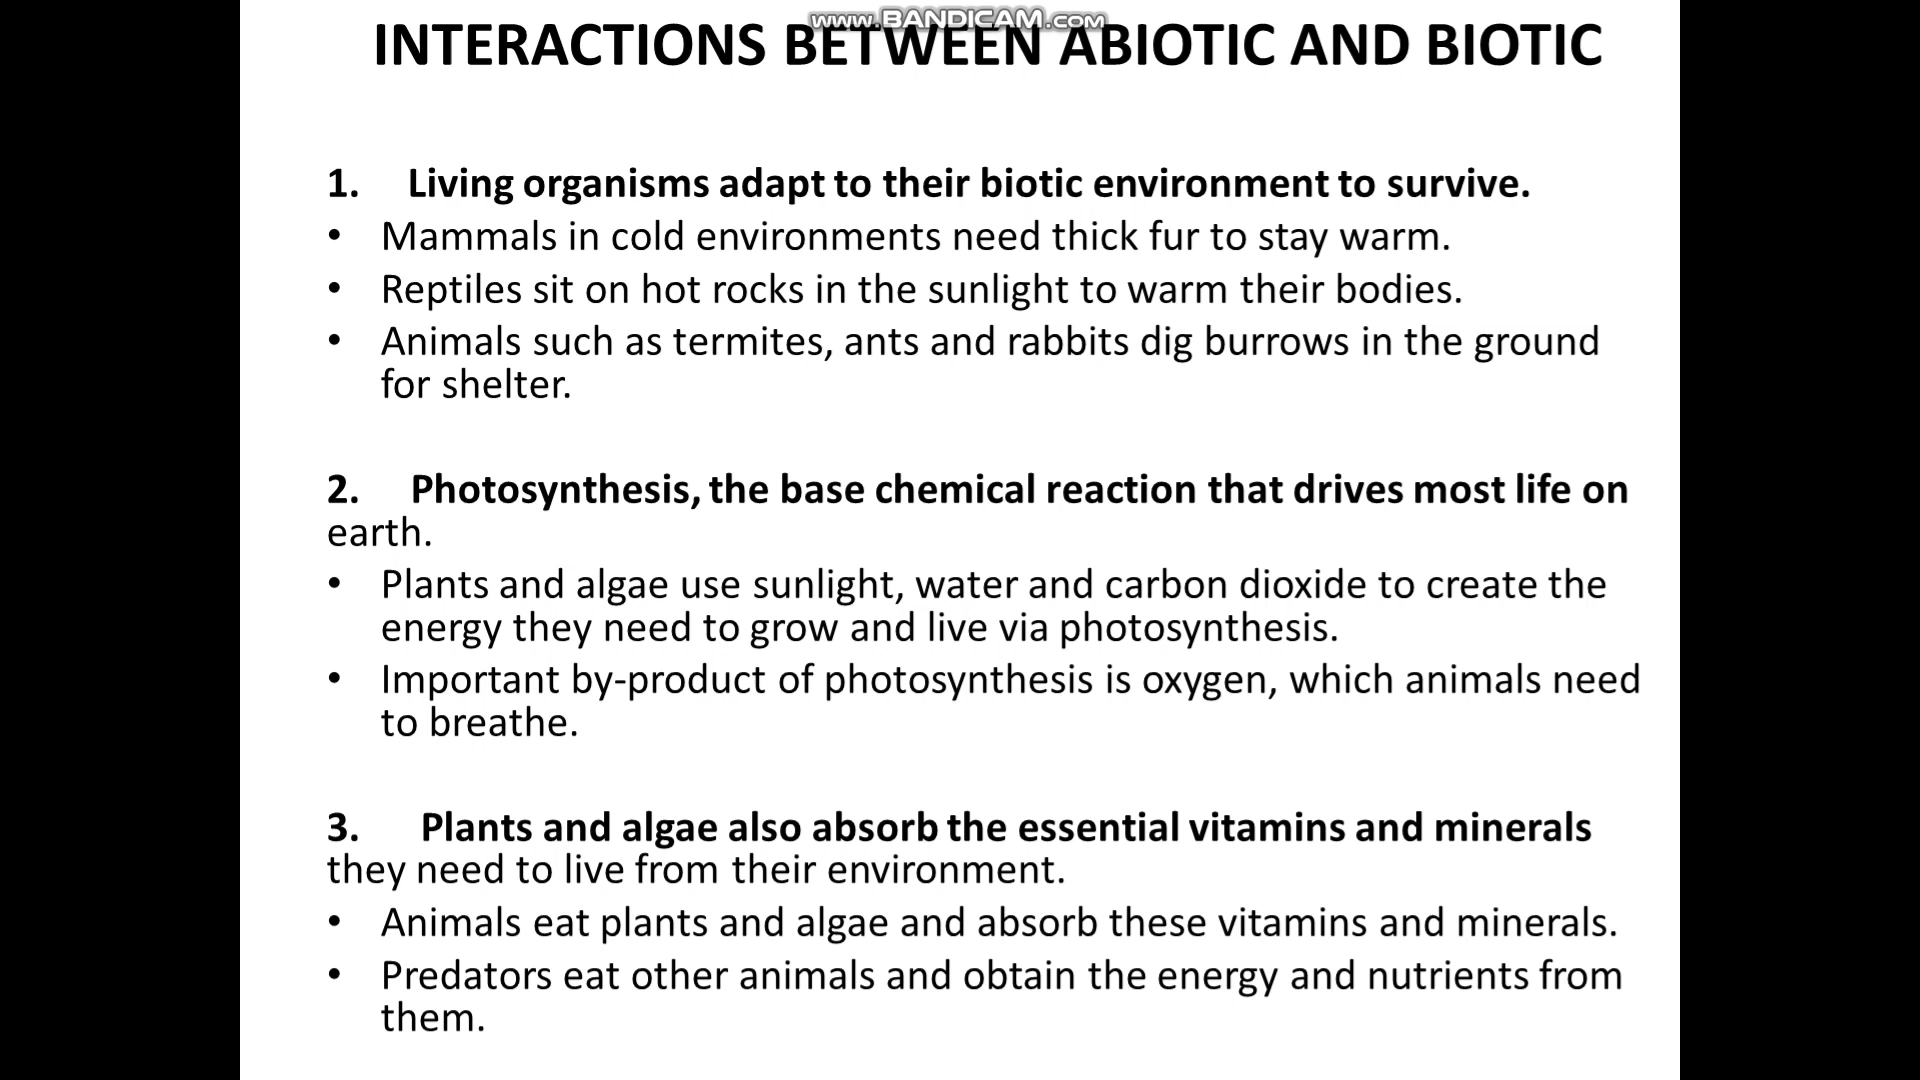 www.BANDICAM.com
INTERACTIONS BETWEEN ABIOTIC AND BIOTIC
1. Living organisms adapt to their biotic environment to survive.
• Mammals in cold environments need thick fur to stay warm.
• Reptiles sit on hot rocks in the sunlight to warm their bodies.
• Animals such as termites, ants and rabbits dig burrows in the ground
for shelter.
2. Photosynthesis, the base chemical reaction that drives most life on
earth.
• Plants and algae use sunlight, water and carbon dioxide to create the
energy they need to grow and live via photosynthesis.
• Important by-product of photosynthesis is oxygen, which animals need
to breathe.
3. Plants and algae also absorb the essential vitamins and minerals
they need to live from their environment.
• Animals eat plants and algae and absorb these vitamins and minerals.
• Predators eat other animals and obtain the energy and nutrients from
them.